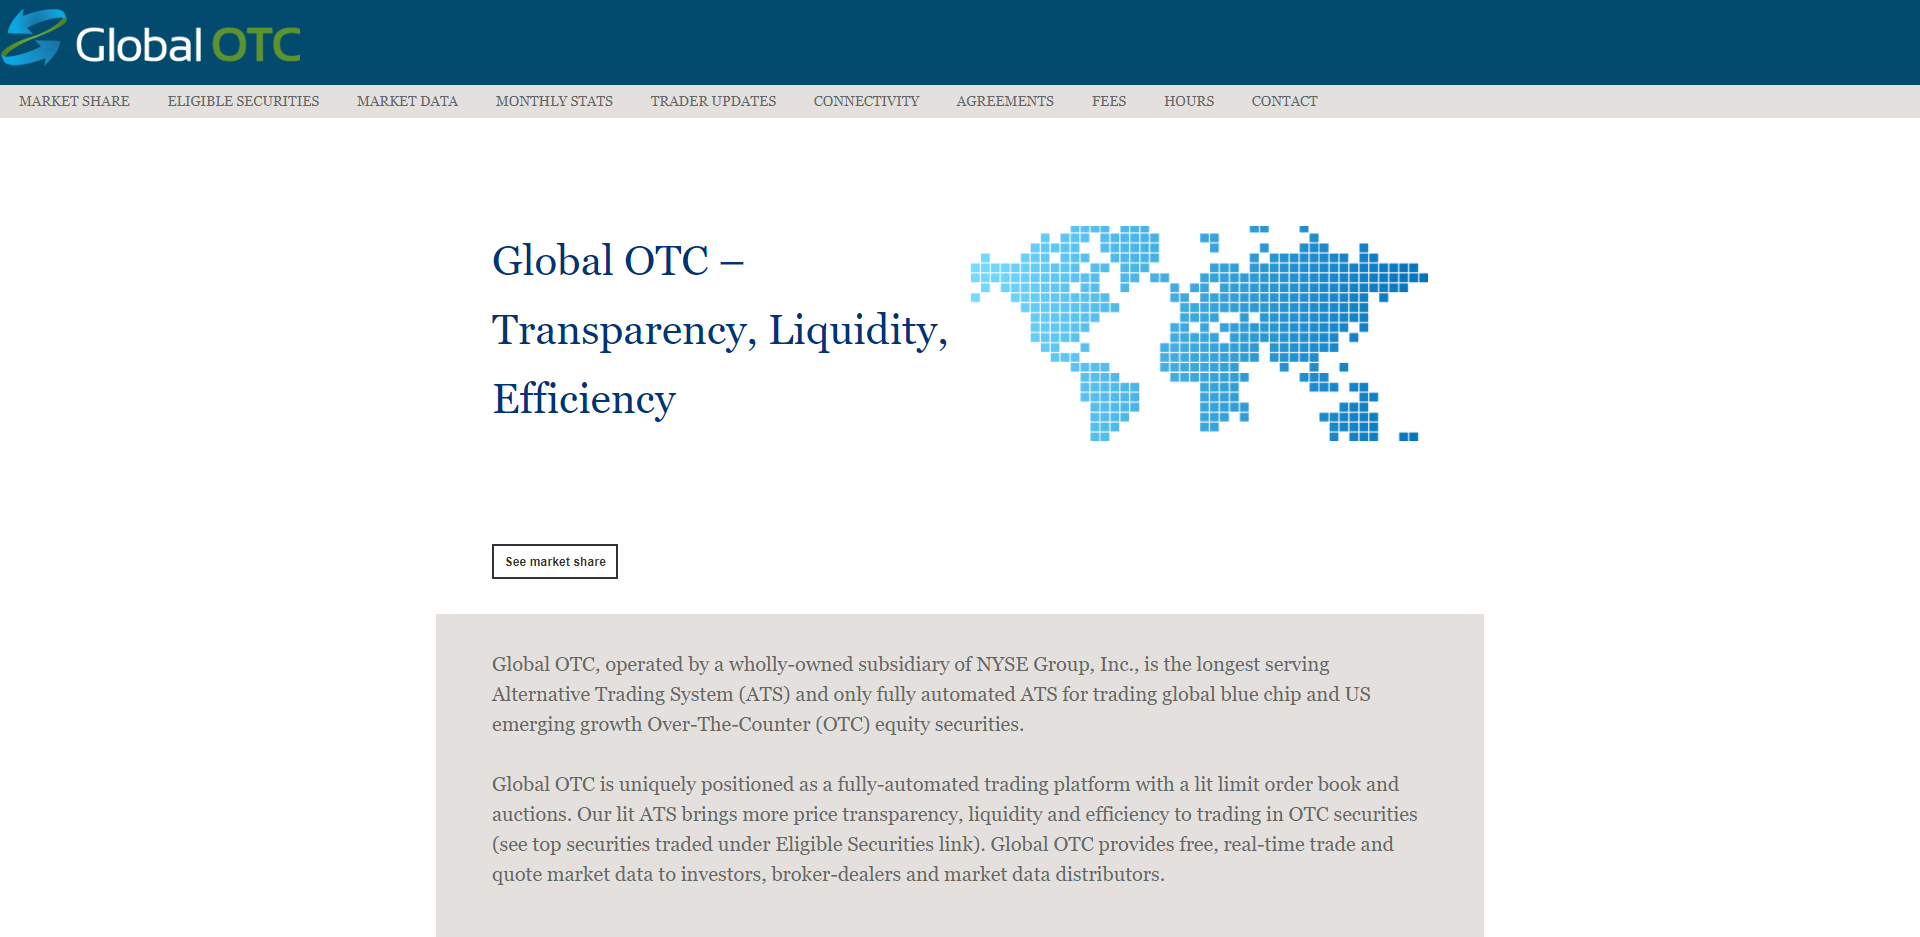 Global OTC
MARKET SHARE ELIGIBLE SECURITIES MARKET DATA MONTHLY STATS TRADER UPDATES CONNECTIVITY AGREEMENTS FEES HOURS CONTACT
Global OTC –
Transparency, Liquidity,
Efficiency
See market share
Global OTC, operated by a wholly-owned subsidiary of NYSE Group, Inc., is the longest serving
Alternative Trading System (ATS) and only fully automated ATS for trading global blue chip and US
emerging growth Over-The-Counter (OTC) equity securities.
Global OTC is uniquely positioned as a fully-automated trading platform with a lit limit order book and
auctions. Our lit ATS brings more price transparency, liquidity and efficiency to trading in OTC securities
(see top securities traded under Eligible Securities link). Global OTC provides free, real-time trade and
quote market data to investors, broker-dealers and market data distributors.